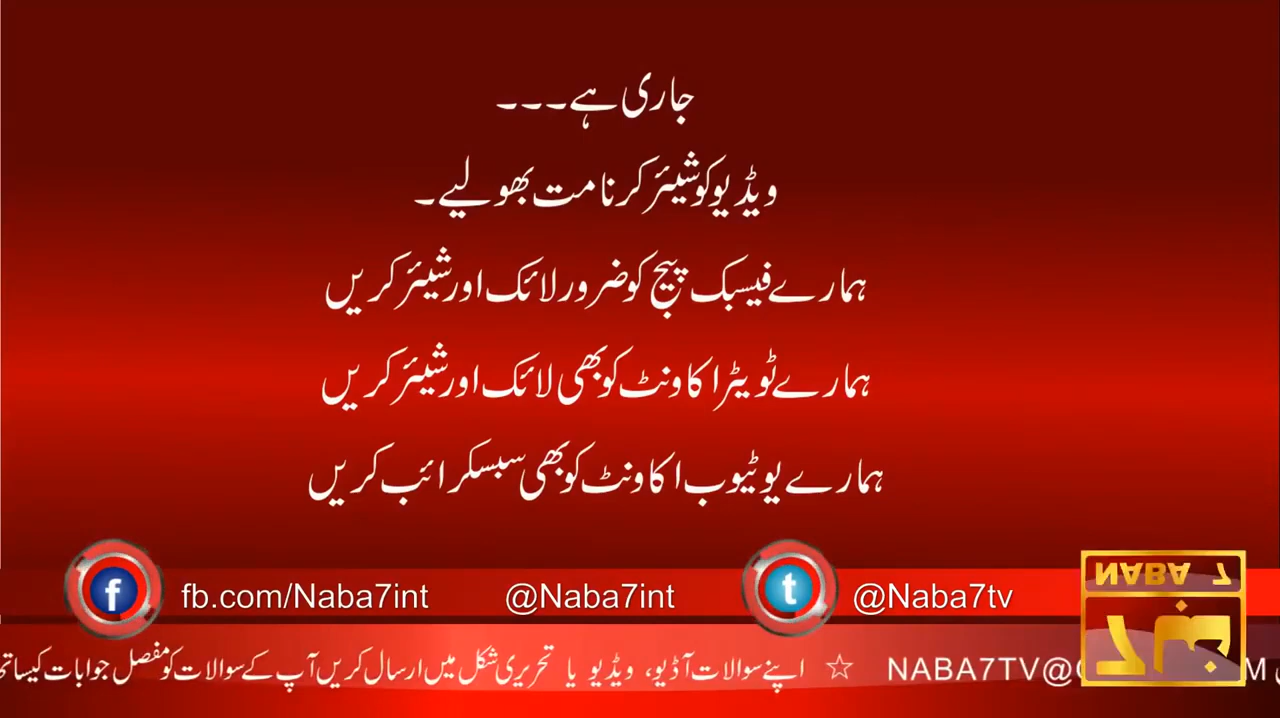 جاری ہے۔۔۔
ویڈیو کو شیئر کرنا مت بھولیے۔
ہمارے فیسبک پیج کو ضرور لائک اور شیئر کریں
ہمارے ٹویٹر اکاونٹ کو بھی لائک اور شیئر کریں
ہمارے یوٹیوب اکاونٹ کو بھی سبسکرائب کریں
fb.com/Naba7int @Naba7int @Naba7tv
NABA 7
NABA7TV@ ☆ اپنے سوالات آڈیو، ویڈیو یا تحریری شکل میں ارسال کریں آپ کے سوالات کو مفصل جوابات کیساتھ